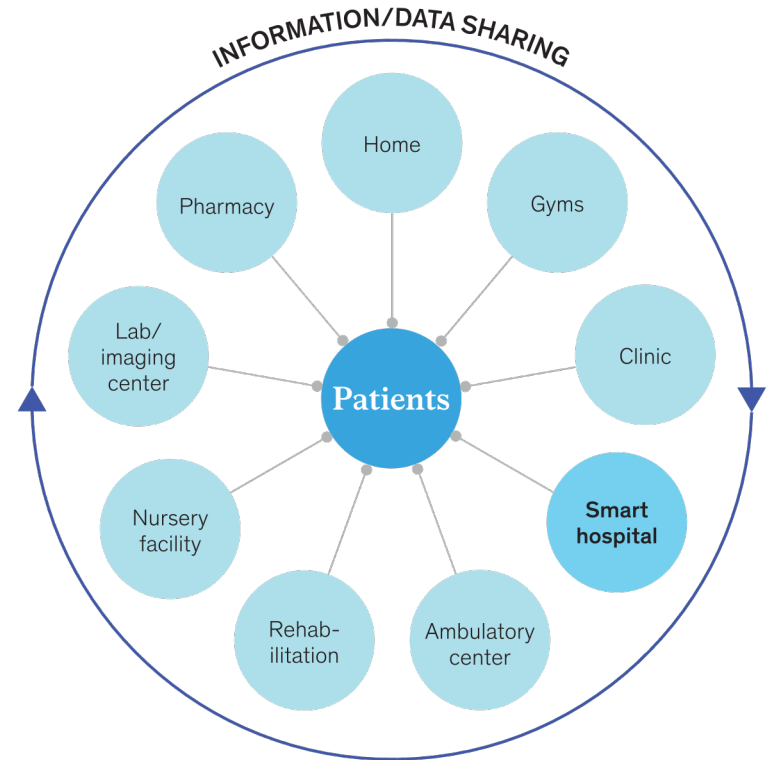 INFORMATION/DATA SHARING
Home
Gyms
Clinic
Smart
hospital
Ambulatory
center
Rehab-
ilitation
Nursery
facility
Lab/
imaging
center
Pharmacy
Patients